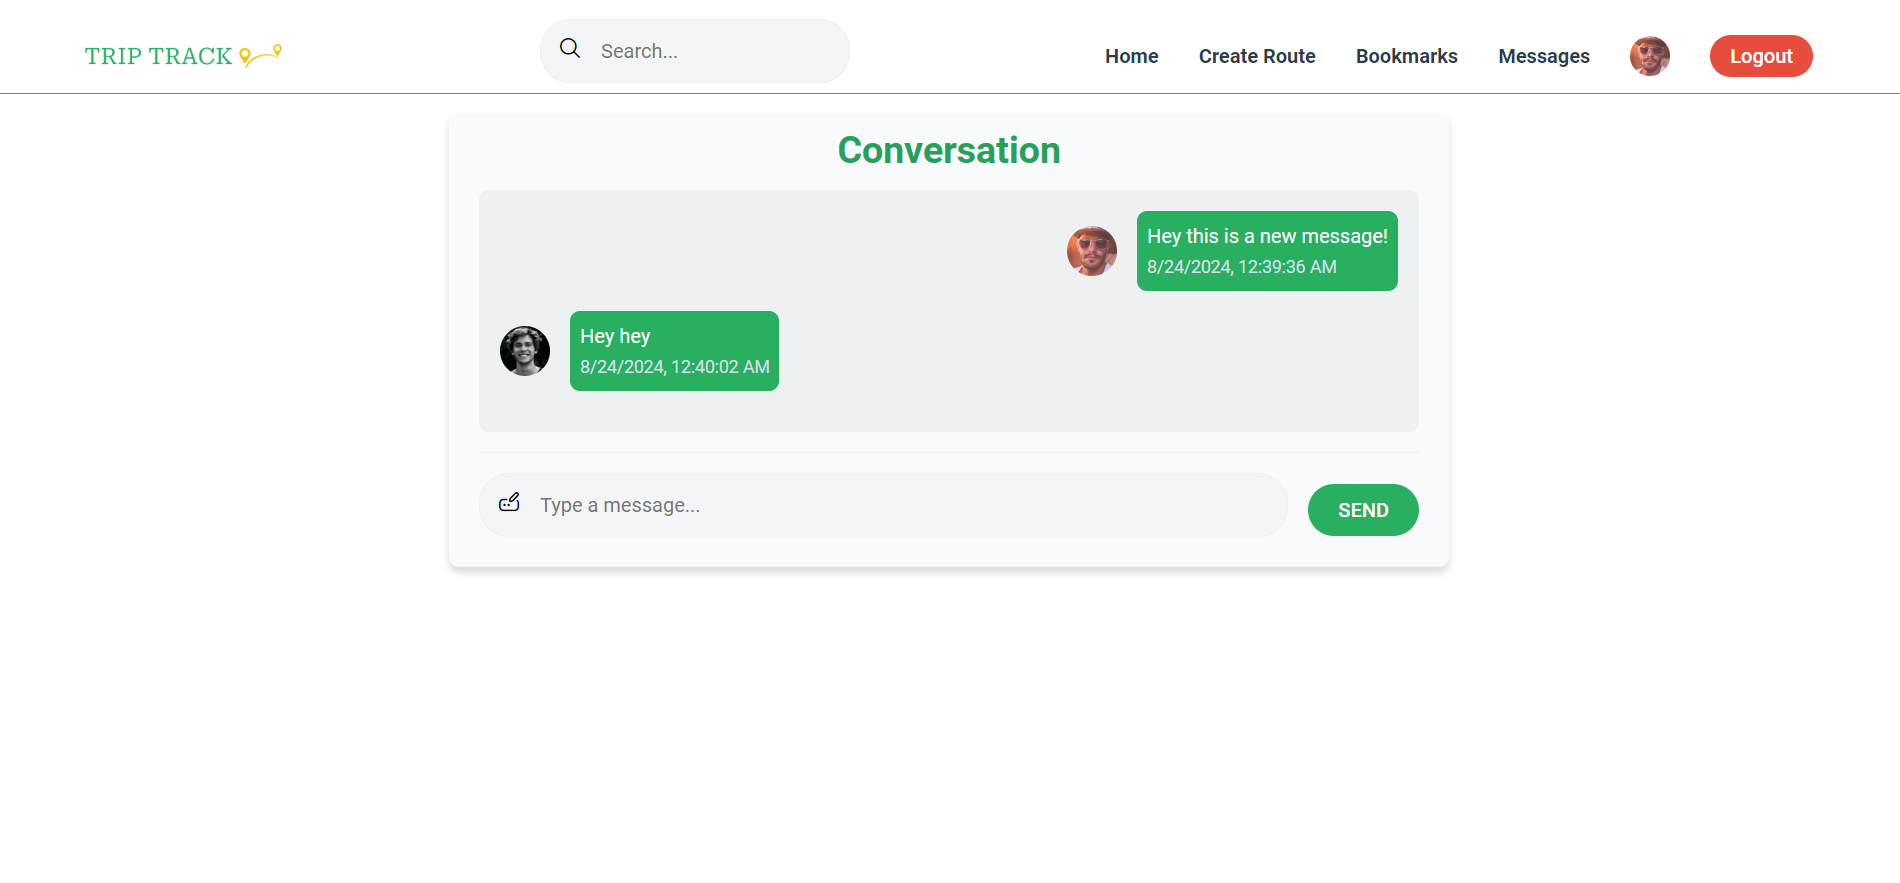 TRIP TRACK
Search...
Home
Create Route
Bookmarks
Messages
Logout
Conversation
Hey this is a new message!
8/24/2024, 12:39:36 AM
Hey hey
8/24/2024, 12:40:02 AM
Type a message...
SEND